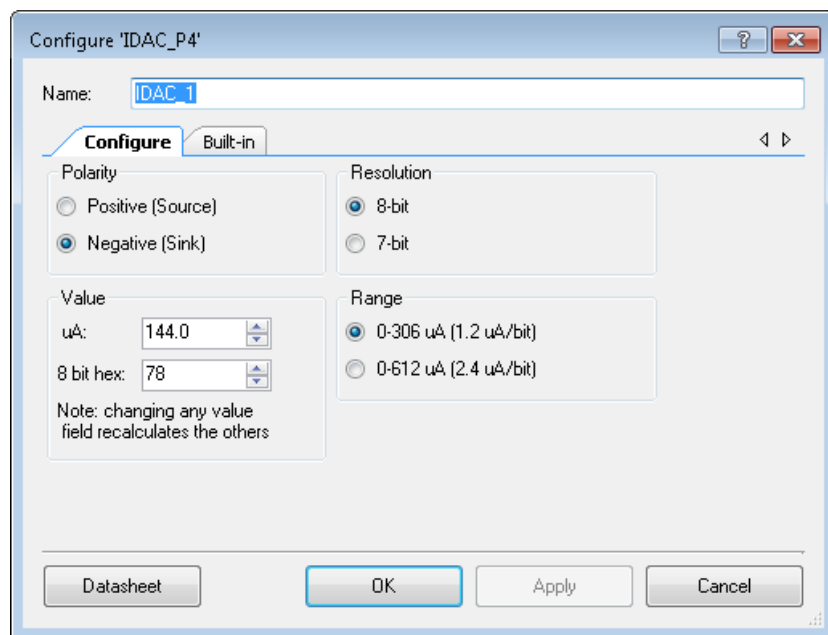 Configure 'IDAC_P4'
Name: IDAC_1
Configure Built-in
Polarity
Positive (Source)
Negative (Sink)
Resolution
8-bit
7-bit
Value
uA: 144.0
8 bit hex: 78
Note: changing any value
field recalculates the others
Range
0-306 uA (1.2 uA/bit)
0-612 uA (2.4 uA/bit)
Datasheet OK Apply Cancel